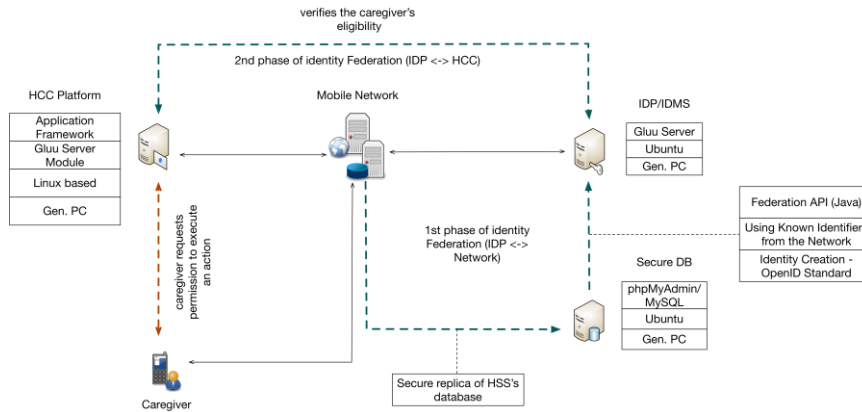 verifies the caregiver's
eligibility
2nd phase of identity Federation (IDP <-> HCC)
HCC Platform
Application
Framework
Gluu Server
Module
Linux based
Gen. PC
Mobile Network
IDP/IDMS
Gluu Server
Ubuntu
Gen. PC
Federation API (Java)
Using Known Identifier
from the Network
Identity Creation -
OpenID Standard
1st phase of identity
Federation (IDP <->
Network)
caregiver requests
permission to execute
an action
Secure DB
phpMyAdmin/
MySQL
Ubuntu
Gen. PC
Secure replica of HSS's
database
Caregiver